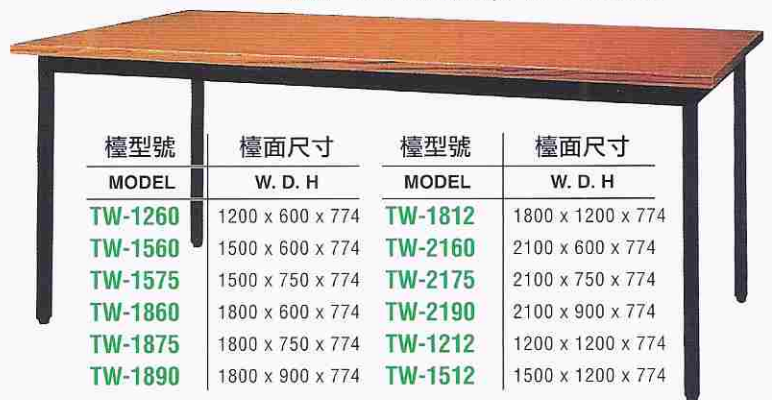 檯型號 檯面尺寸 檯型號 檯面尺寸
MODEL W. D. H MODEL W. D. H
TW-1260 1200 x 600 x 774 TW-1812 1800 x 1200 x 774
TW-1560 1500 x 600 x 774 TW-2160 2100 x 600 x 774
TW-1575 1500 x 750 x 774 TW-2175 2100 x 750 x 774
TW-1860 1800 x 600 x 774 TW-2190 2100 x 900 x 774
TW-1875 1800 x 750 x 774 TW-1212 1200 x 1200 x 774
TW-1890 1800 x 900 x 774 TW-1512 1500 x 1200 x 774